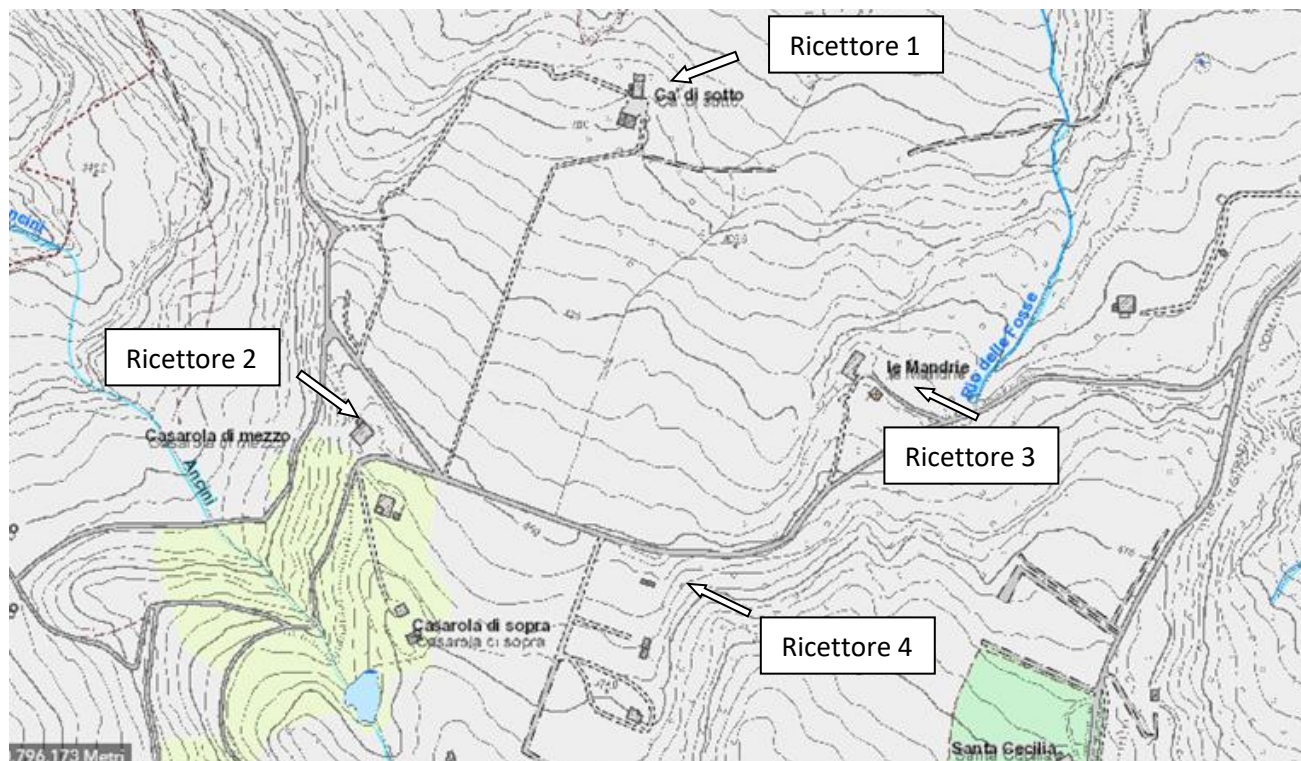 Ricettore 1
Ca' di sotto
ncini
Rio delle Fosse
Ricettore 2
le Mandrie
Casarola di mezzo
Ancini
Ricettore 3
Casarola di sopra
Ricettore 4
Santa Cecilia
796.173 Metri